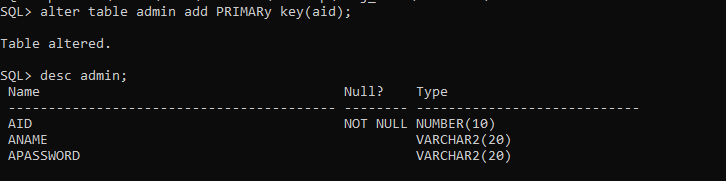 SQL> alter table admin add PRIMARy key(aid);
Table altered.
SQL> desc admin;
Name Null? Type
----------------------------------------- -------- ----------------------------
AID NOT NULL NUMBER(10)
ANAME VARCHAR2(20)
APASSWORD VARCHAR2(20)